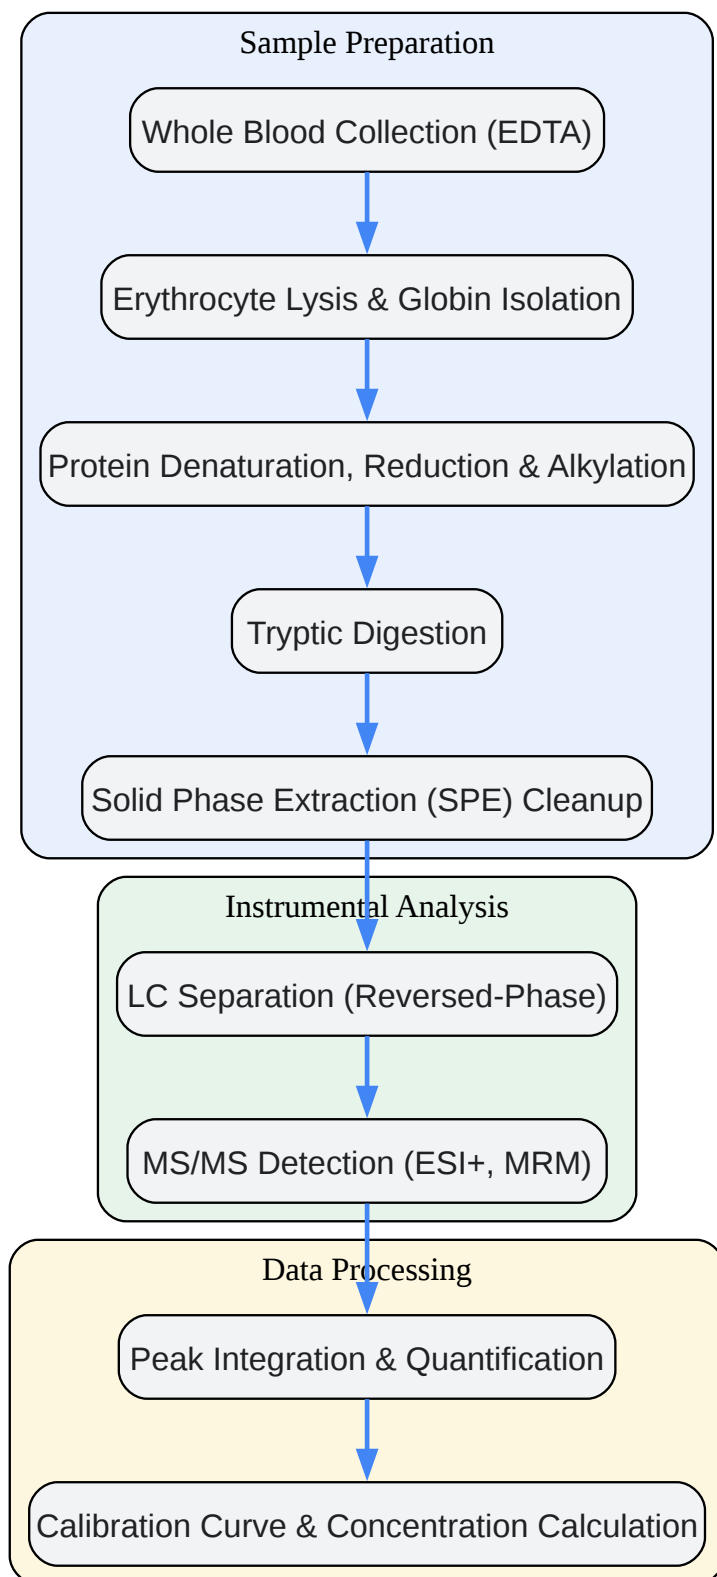 Sample Preparation
Whole Blood Collection (EDTA)
Erythrocyte Lysis & Globin Isolation
Protein Denaturation, Reduction & Alkylation
Tryptic Digestion
Solid Phase Extraction (SPE) Cleanup
Instrumental Analysis
LC Separation (Reversed-Phase)
MS/MS Detection (ESI+, MRM)
Data Processing
Peak Integration & Quantification
Calibration Curve & Concentration Calculation